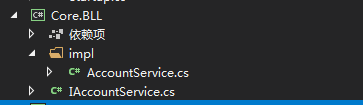 Core.BLL
依赖项
impl
C# AccountService.cs
C# IAccountService.cs